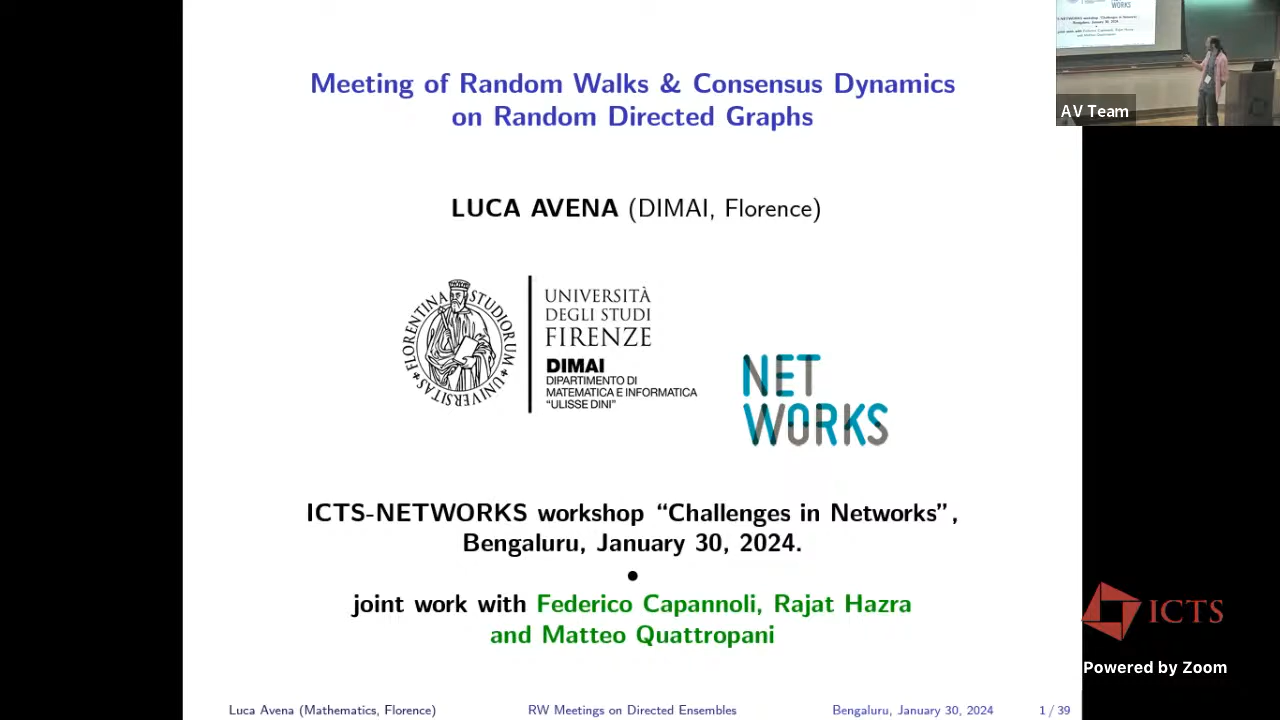 Meeting of Random Walks & Consensus Dynamics
on Random Directed Graphs
LUCA AVENA (DIMAI, Florence)
FLORENTINA STUDIORUM UNIVERSITAS
UNIVERSITÀ
DEGLI STUDI
FIRENZE
DIMAI
DIPARTIMENTO DI
MATEMATICA E INFORMATICA
"ULISSE DINI"
NET
WORKS
ICTS-NETWORKS workshop “Challenges in Networks”,
Bengaluru, January 30, 2024.
•
joint work with Federico Capannoli, Rajat Hazra
and Matteo Quattropani
Luca Avena (Mathematics, Florence)
RW Meetings on Directed Ensembles
Bengaluru, January 30, 2024
1 / 39
AV Team
ICTS
Powered by Zoom